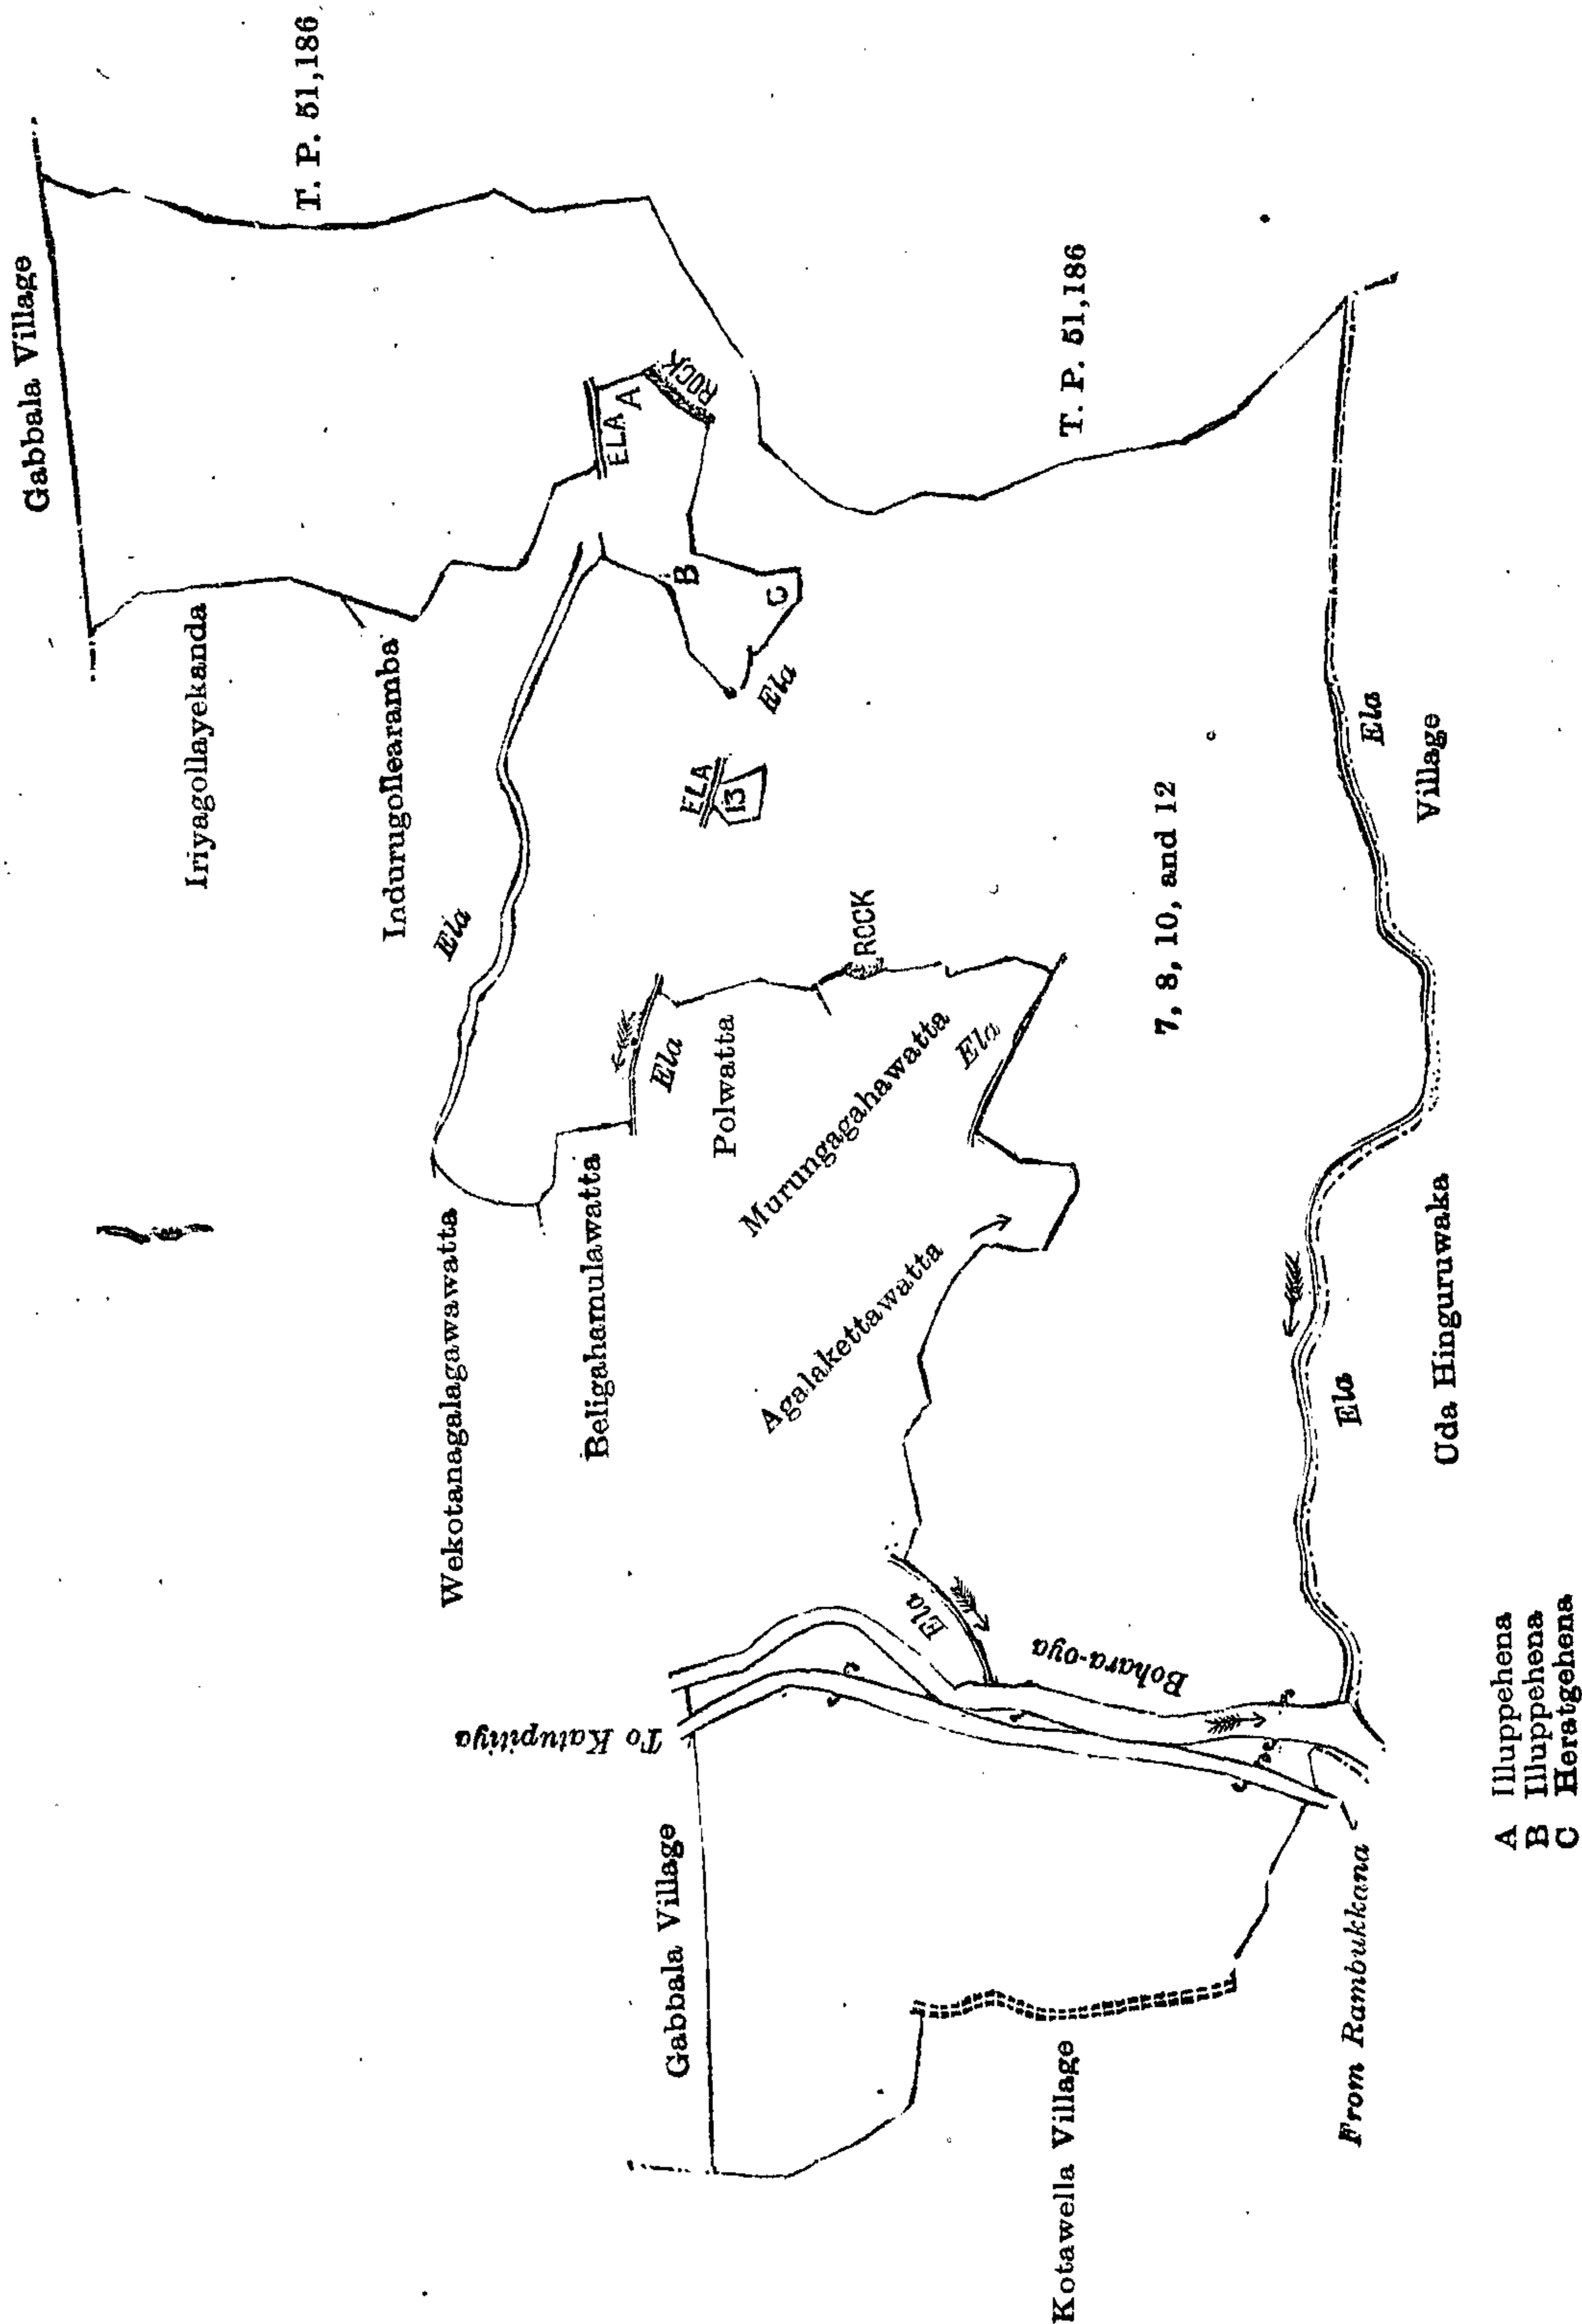 Gabbala Village
T. P. 51,186
Iriyagollayekanda
Indurugollearamba
Ela
ELA
A
ROCK
B
C
Ela
ELA
13
T. P. 51,186
Wekotanagalagawawatta
Beligahamulawatta
Ela
Polwatta
ROCK
Murungagahawatta
Ela
Agalakettawatta
7, 8, 10, and 12
Ela
Village
Ela
Uda Hinguruwaka
Ela
Bohara-oya
To Katupitiya
Gabbala Village
Kotawella Village
From Rambukkana
A Illuppehena
B Illuppehena
C Heratgehena